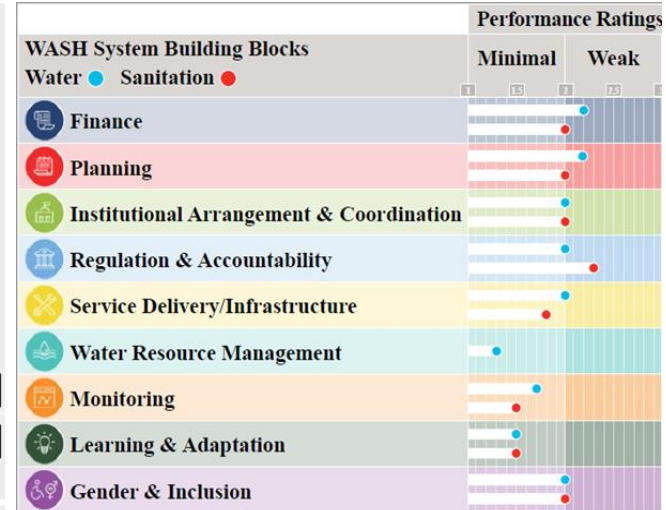 Performance Ratings
WASH System Building Blocks
Water Sanitation
Minimal Weak
1 1.5 2 2.5
Finance
Planning
Institutional Arrangement & Coordination
Regulation & Accountability
Service Delivery/Infrastructure
Water Resource Management
Monitoring
Learning & Adaptation
Gender & Inclusion